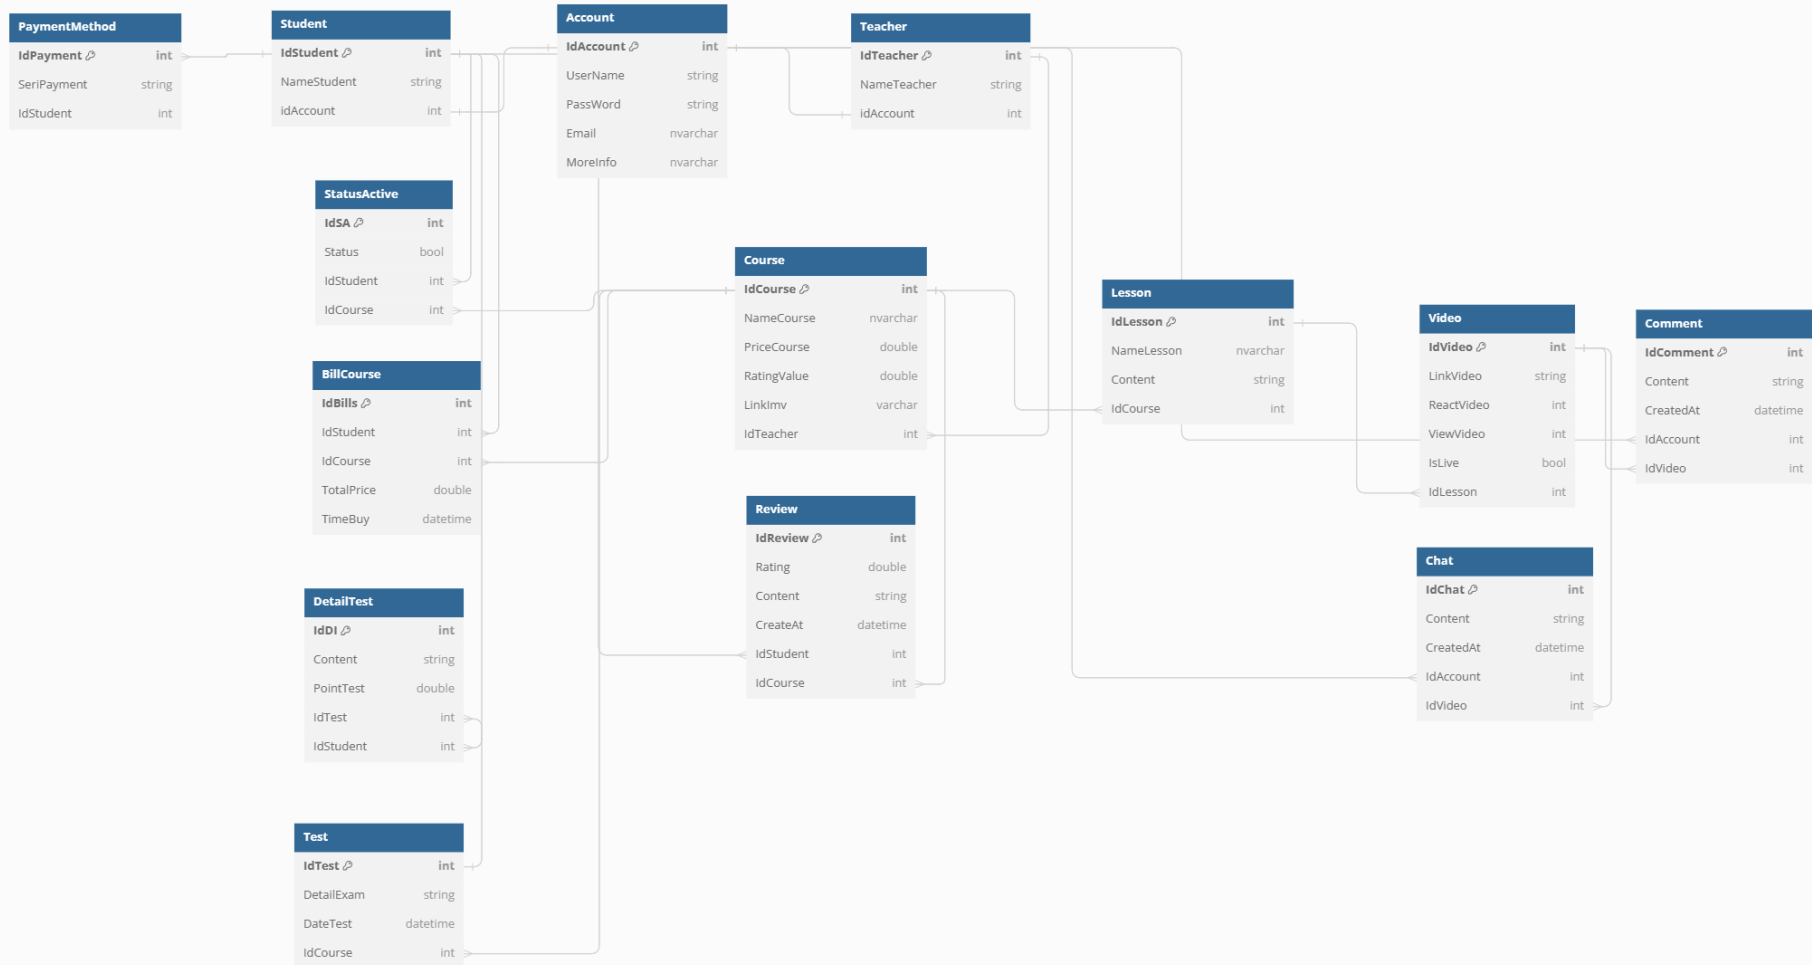 PaymentMethod
IdPayment int
SeriPayment string
IdStudent int
Student
IdStudent int
NameStudent string
idAccount int
Account
IdAccount int
UserName string
PassWord string
Email nvarchar
MoreInfo nvarchar
Teacher
IdTeacher int
NameTeacher string
idAccount int
StatusActive
IdSA int
Status bool
IdStudent int
IdCourse int
Course
IdCourse int
NameCourse nvarchar
PriceCourse double
RatingValue double
LinkImv varchar
IdTeacher int
Lesson
IdLesson int
NameLesson nvarchar
Content string
IdCourse int
Video
IdVideo int
LinkVideo string
ReactVideo int
ViewVideo int
IsLive bool
IdLesson int
Comment
IdComment int
Content string
CreatedAt datetime
IdAccount int
IdVideo int
BillCourse
IdBills int
IdStudent int
IdCourse int
TotalPrice double
TimeBuy datetime
Review
IdReview int
Rating double
Content string
CreateAt datetime
IdStudent int
IdCourse int
Chat
IdChat int
Content string
CreatedAt datetime
IdAccount int
IdVideo int
DetailTest
IdDI int
Content string
PointTest double
IdTest int
IdStudent int
Test
IdTest int
DetailExam string
DateTest datetime
IdCourse int